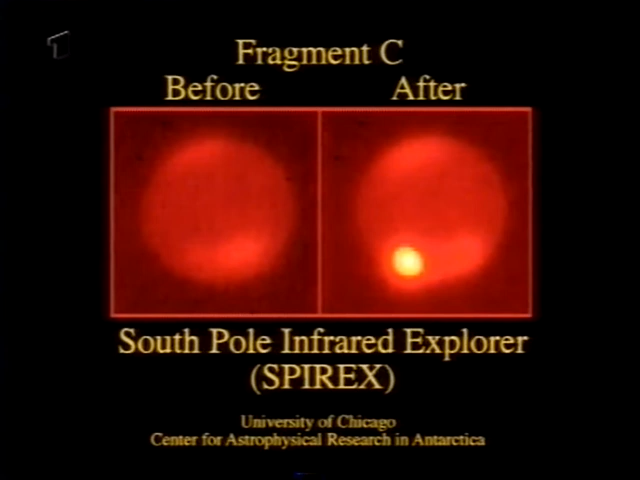 Fragment C
Before After
South Pole Infrared Explorer
(SPIREX)
University of Chicago
Center for Astrophysical Research in Antarctica